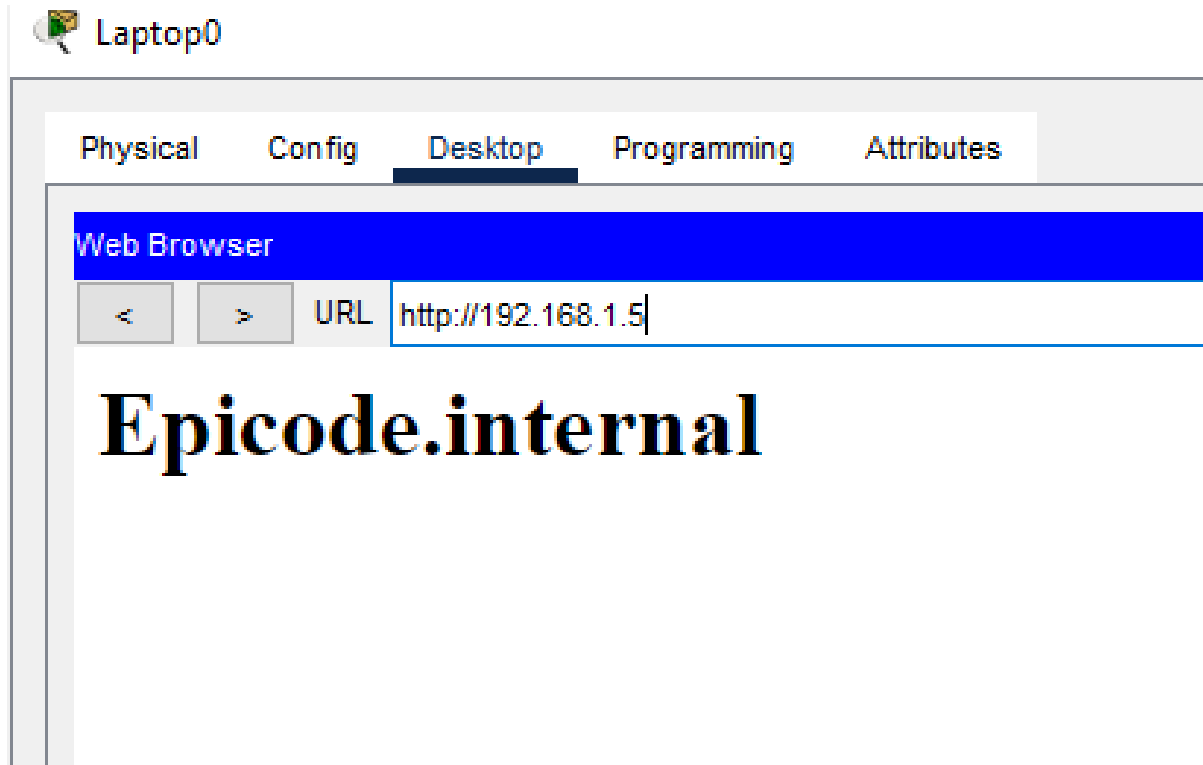 Laptop0
Physical Config Desktop Programming Attributes
Web Browser
< > URL http://192.168.1.5
Epicode.internal